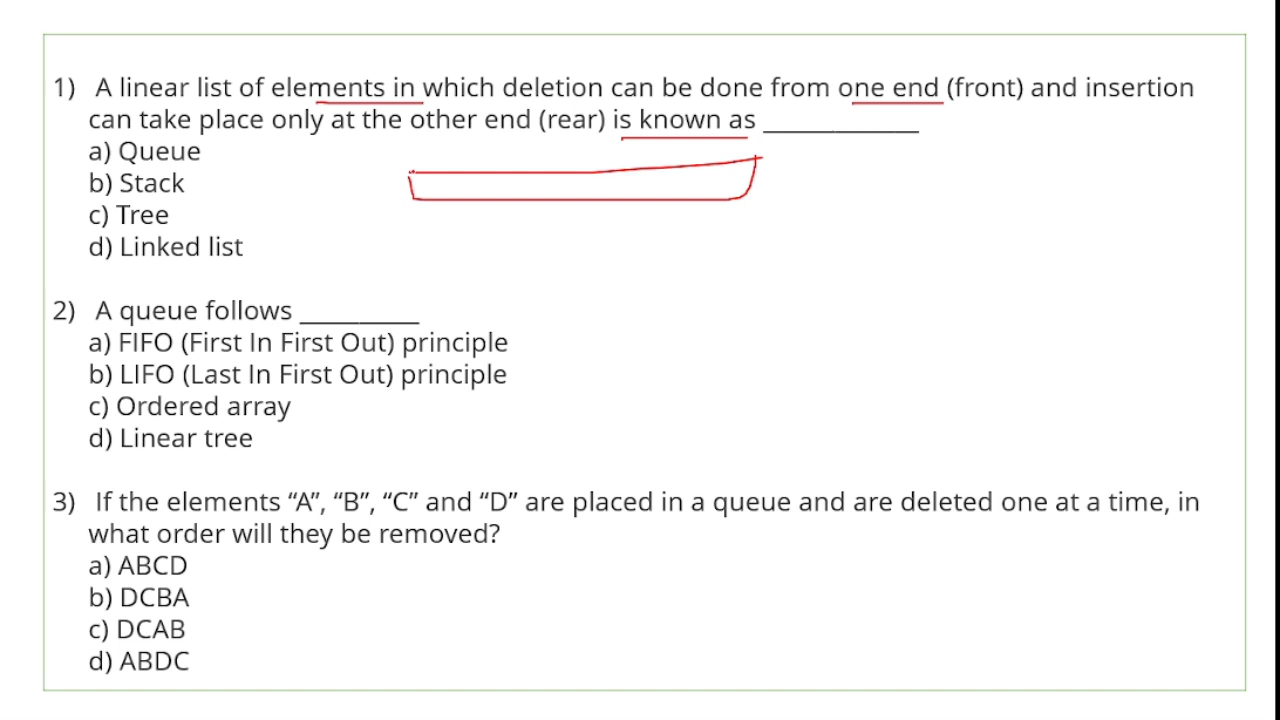 1) A linear list of elements in which deletion can be done from one end (front) and insertion
can take place only at the other end (rear) is known as _____________
a) Queue
b) Stack
c) Tree
d) Linked list
2) A queue follows __________
a) FIFO (First In First Out) principle
b) LIFO (Last In First Out) principle
c) Ordered array
d) Linear tree
3) If the elements “A”, “B”, “C” and “D” are placed in a queue and are deleted one at a time, in
what order will they be removed?
a) ABCD
b) DCBA
c) DCAB
d) ABDC